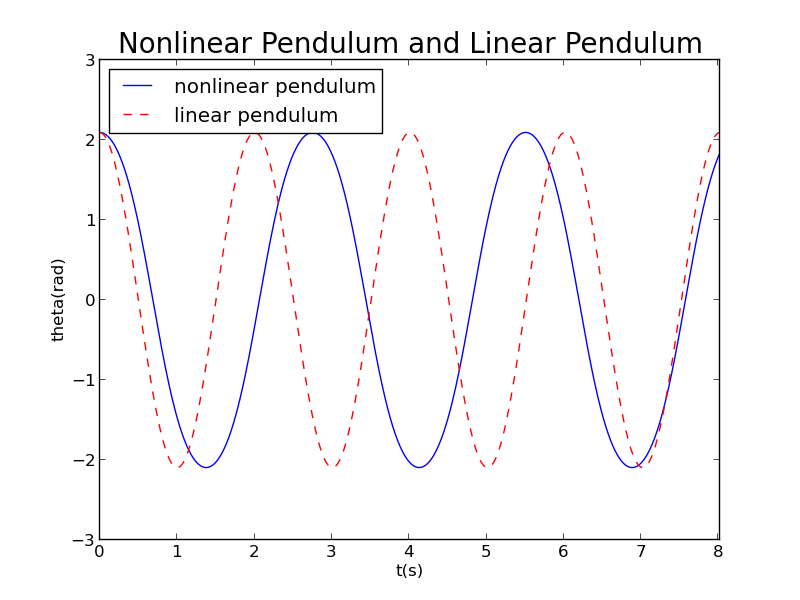 Nonlinear Pendulum and Linear Pendulum
nonlinear pendulum
linear pendulum
3
2
1
0
−1
−2
−3
theta(rad)
0 1 2 3 4 5 6 7 8
t(s)